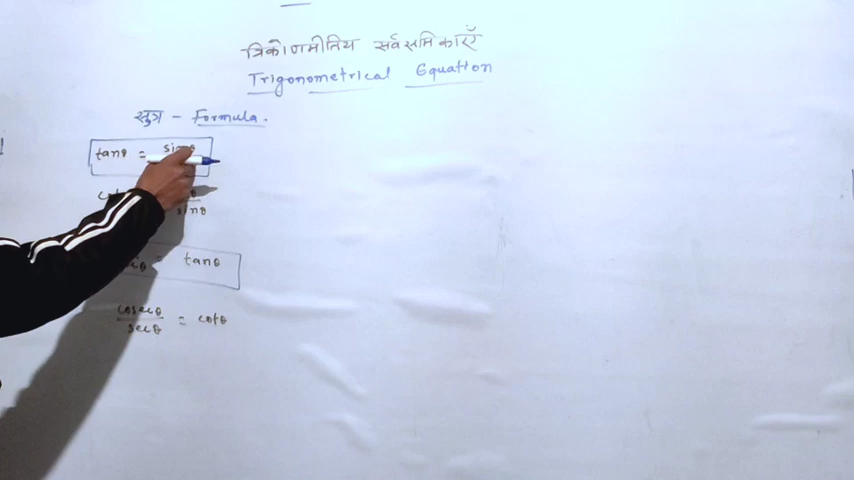 त्रिकोणमीतिय सर्वसमिकाएँ
Trigonometrical Equation
सुत्र - Formula.
tanθ =
sinθ
= tanθ
cosecθ
secθ = cotθ